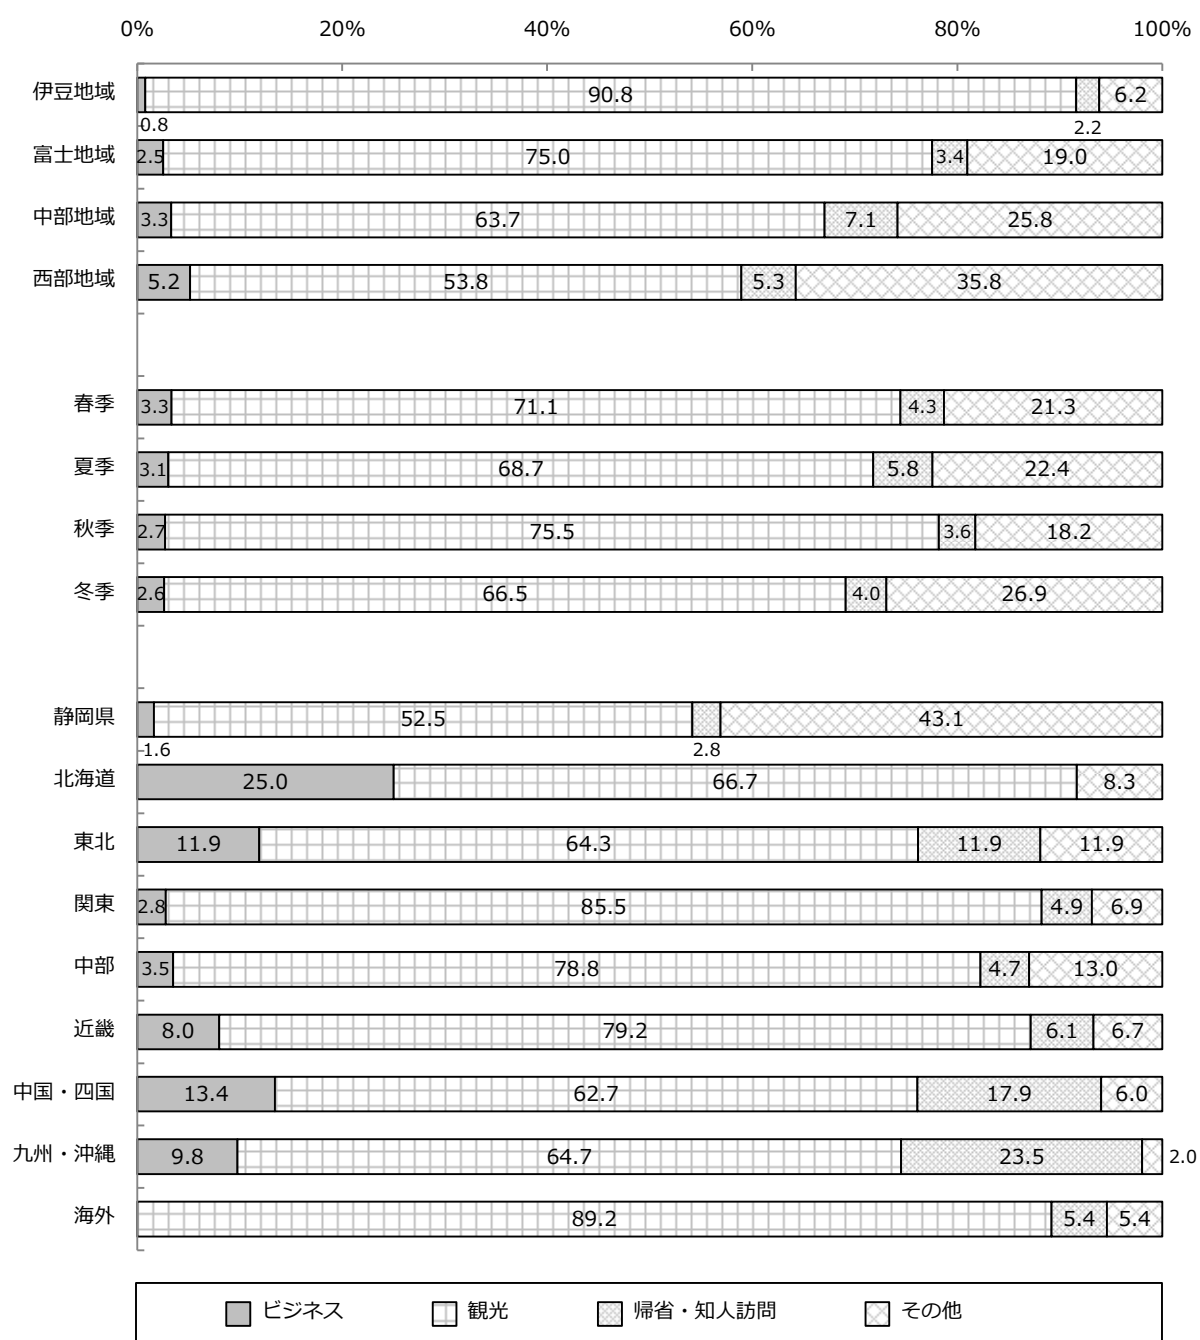 0% 20% 40% 60% 80% 100%
伊豆地域 90.8 6.2
0.8 2.2
富士地域 2.5 75.0 3.4 19.0
中部地域 3.3 63.7 7.1 25.8
西部地域 5.2 53.8 5.3 35.8
春季 3.3 71.1 4.3 21.3
夏季 3.1 68.7 5.8 22.4
秋季 2.7 75.5 3.6 18.2
冬季 2.6 66.5 4.0 26.9
静岡県 52.5 43.1
1.6 2.8
北海道 25.0 66.7 8.3
東北 11.9 64.3 11.9 11.9
関東 2.8 85.5 4.9 6.9
中部 3.5 78.8 4.7 13.0
近畿 8.0 79.2 6.1 6.7
中国・四国 13.4 62.7 17.9 6.0
九州・沖縄 9.8 64.7 23.5 2.0
海外 89.2 5.4 5.4
ビジネス 観光 帰省・知人訪問 その他